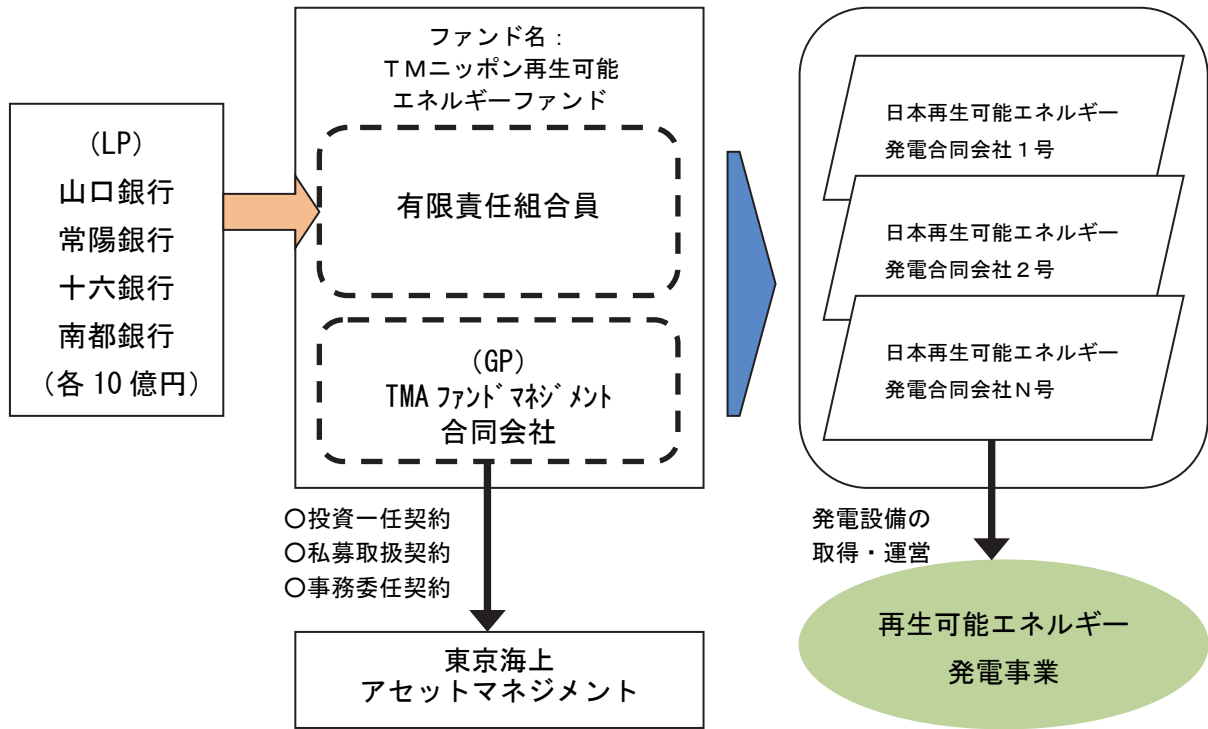 (LP)
山口銀行
常陽銀行
十六銀行
南都銀行
(各 10 億円)
ファンド名：
ＴＭニッポン再生可能
エネルギーファンド
有限責任組合員
(GP)
TMA ﾌｧﾝﾄﾞﾏﾈｼﾞﾒﾝﾄ
合同会社
○投資一任契約
○私募取扱契約
○事務委任契約
東京海上
アセットマネジメント
日本再生可能エネルギー
発電合同会社１号
日本再生可能エネルギー
発電合同会社２号
日本再生可能エネルギー
発電合同会社Ｎ号
発電設備の
取得・運営
再生可能エネルギー
発電事業